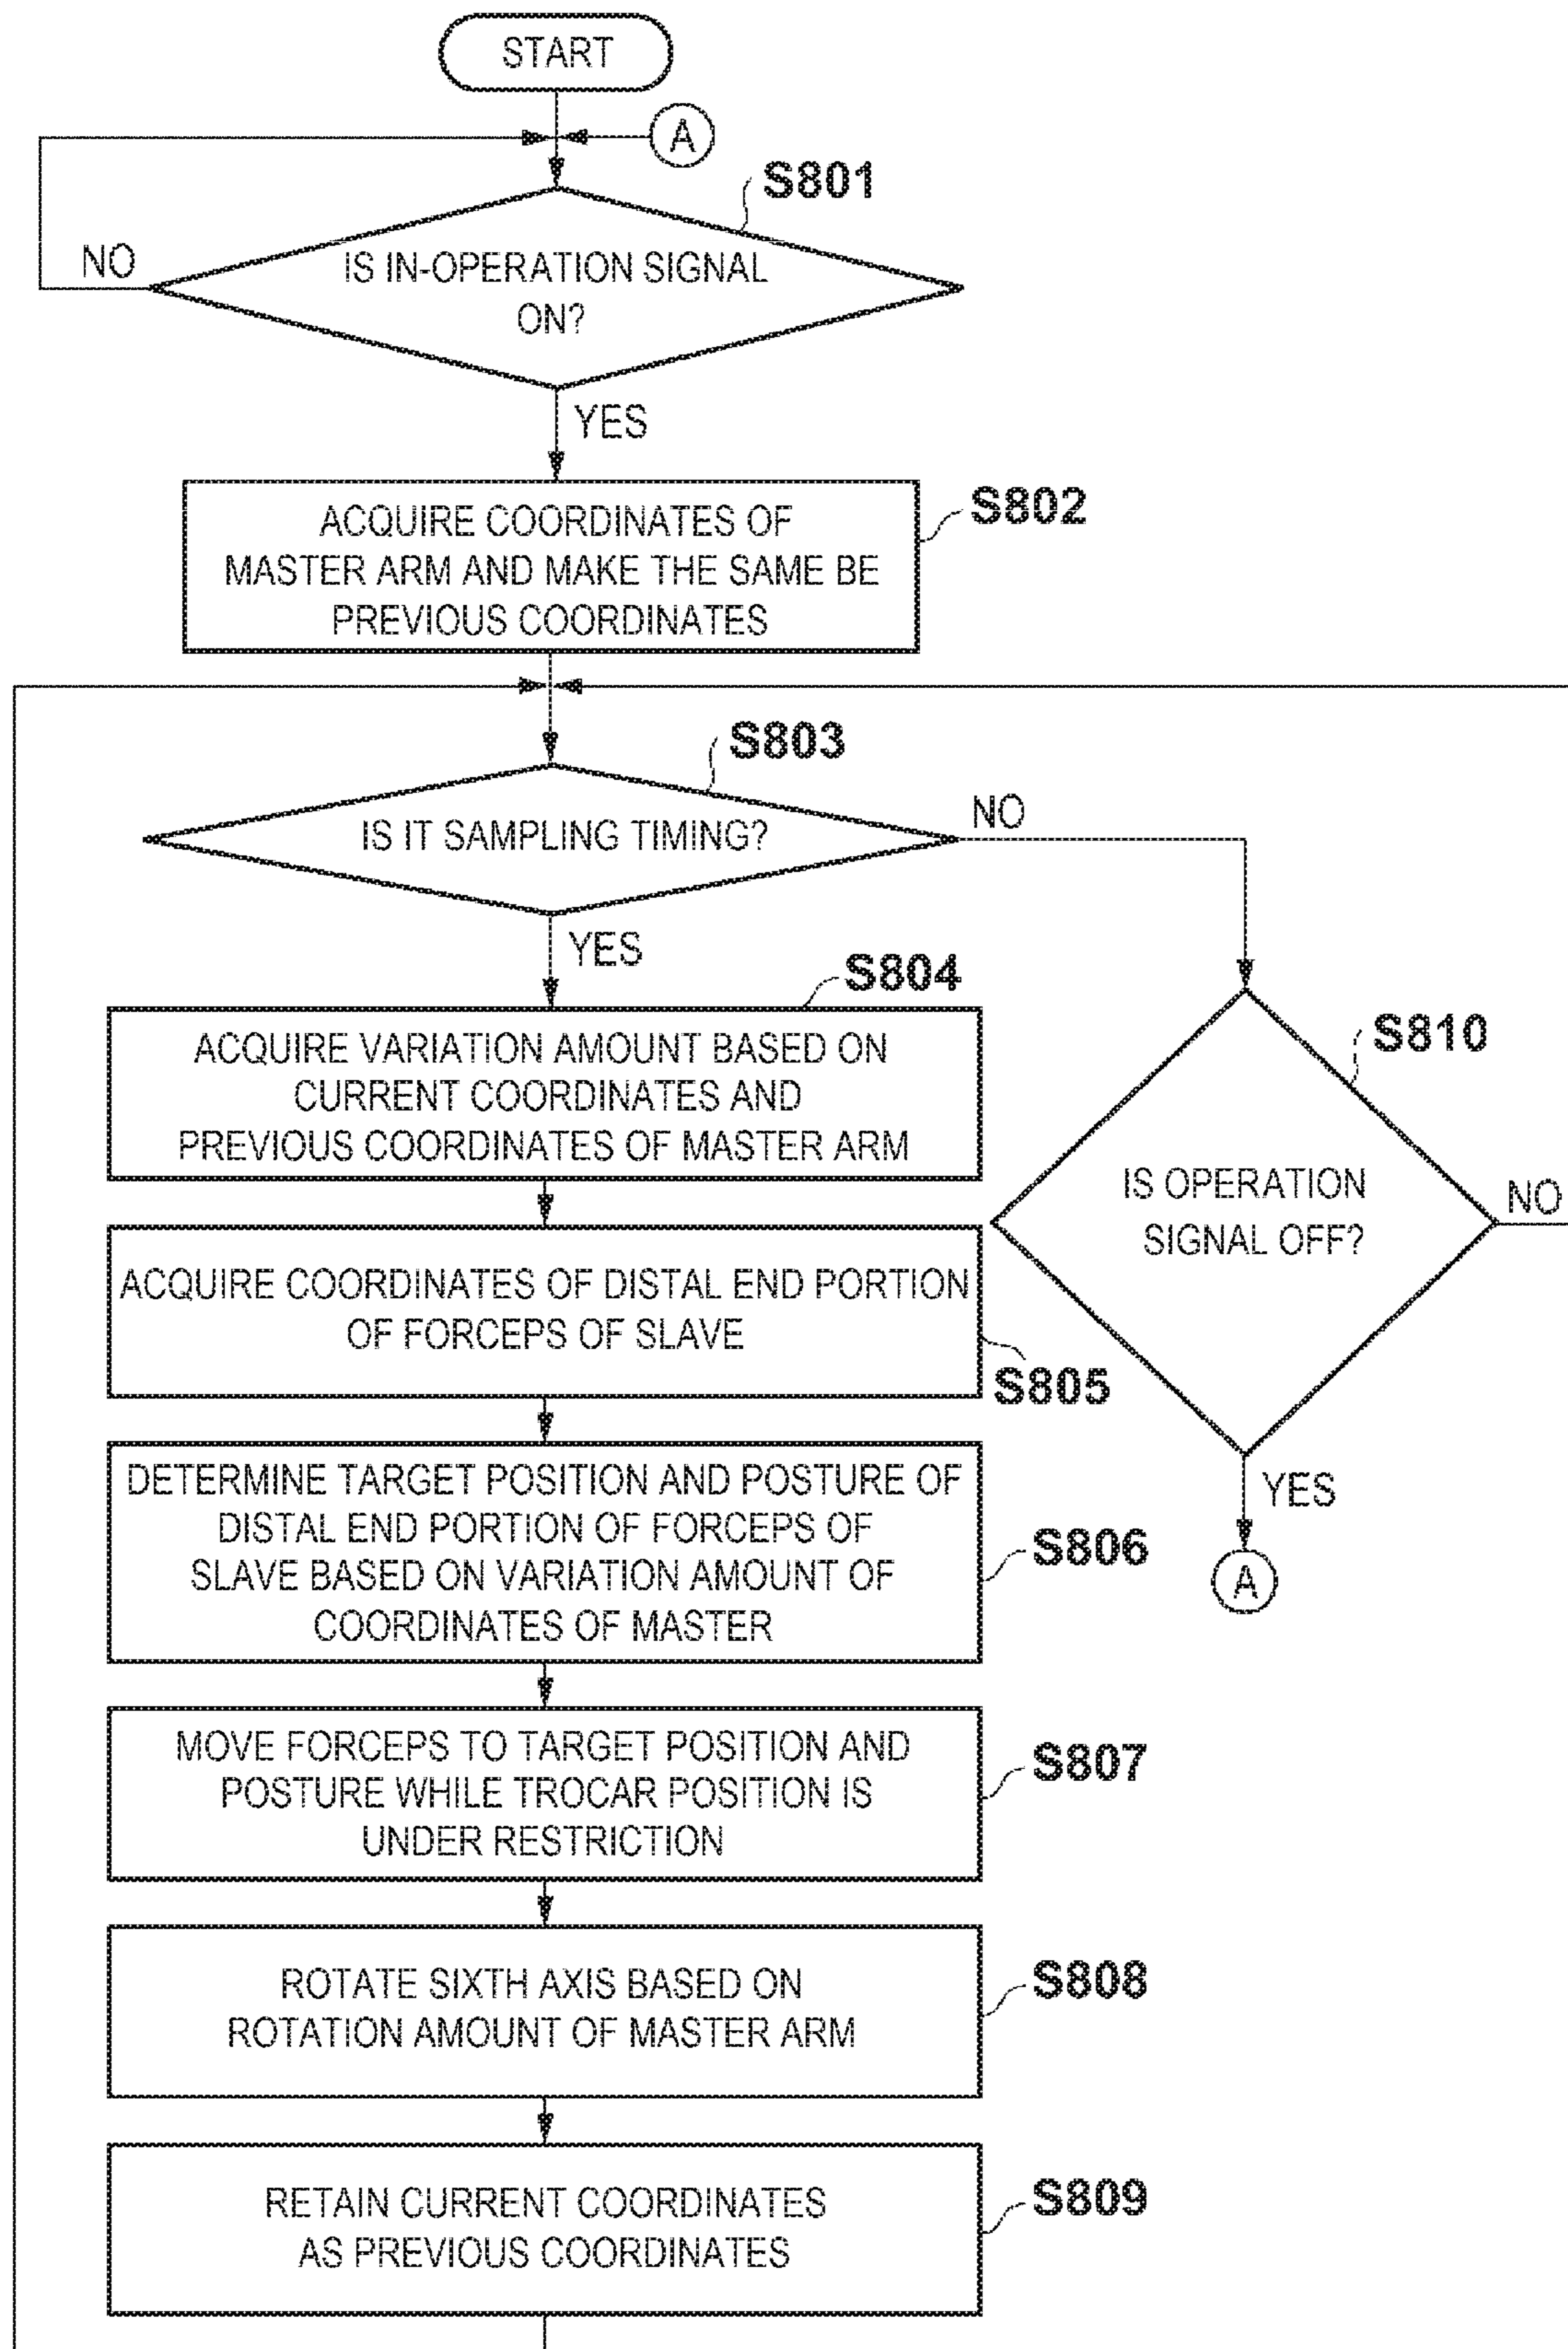 START
A
S801
NO
IS IN-OPERATION SIGNAL
ON?
YES
S802
ACQUIRE COORDINATES OF
MASTER ARM AND MAKE THE SAME BE
PREVIOUS COORDINATES
S803
NO
IS IT SAMPLING TIMING?
YES
S804
ACQUIRE VARIATION AMOUNT BASED ON
CURRENT COORDINATES AND
PREVIOUS COORDINATES OF MASTER ARM
S810
IS OPERATION
SIGNAL OFF?
NO
ACQUIRE COORDINATES OF DISTAL END PORTION
OF FORCEPS OF SLAVE
S805
DETERMINE TARGET POSITION AND POSTURE OF
DISTAL END PORTION OF FORCEPS OF
SLAVE BASED ON VARIATION AMOUNT OF
COORDINATES OF MASTER
S806
YES
A
MOVE FORCEPS TO TARGET POSITION AND
POSTURE WHILE TROCAR POSITION IS
UNDER RESTRICTION
S807
ROTATE SIXTH AXIS BASED ON
ROTATION AMOUNT OF MASTER ARM
S808
RETAIN CURRENT COORDINATES
AS PREVIOUS COORDINATES
S809